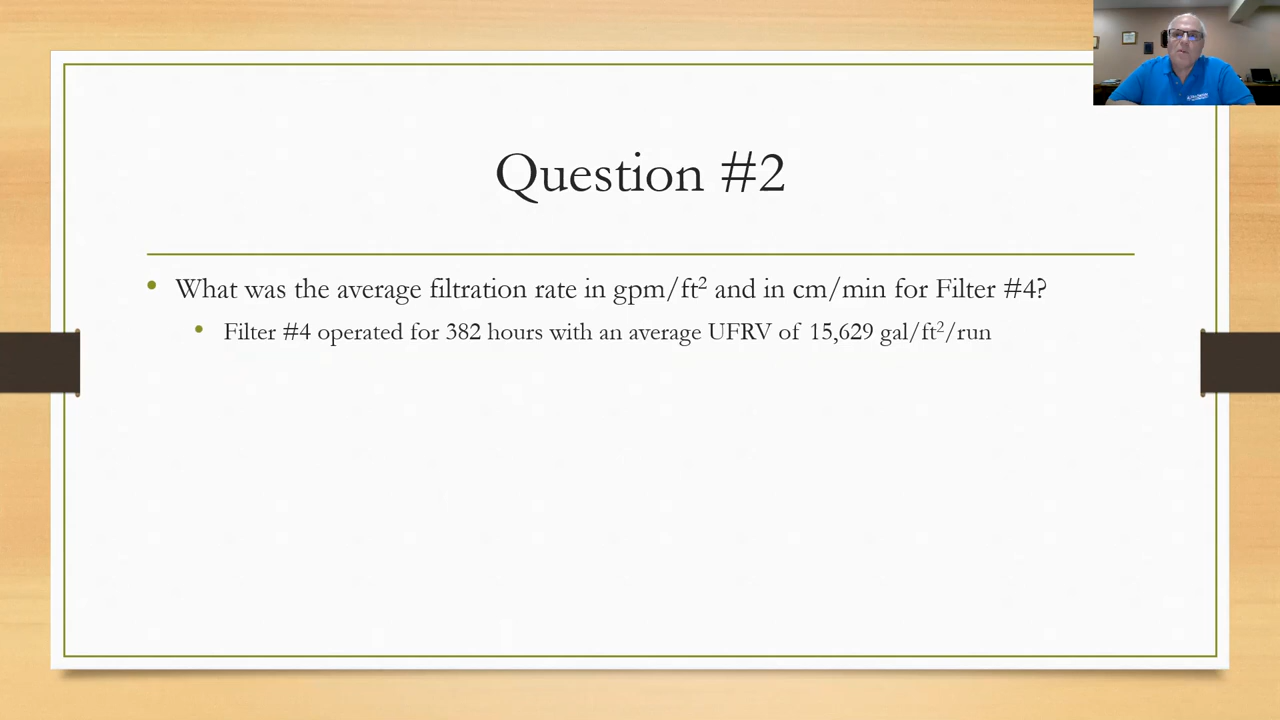 Question #2
• What was the average filtration rate in gpm/ft² and in cm/min for Filter #4?
• Filter #4 operated for 382 hours with an average UFRV of 15,629 gal/ft²/run